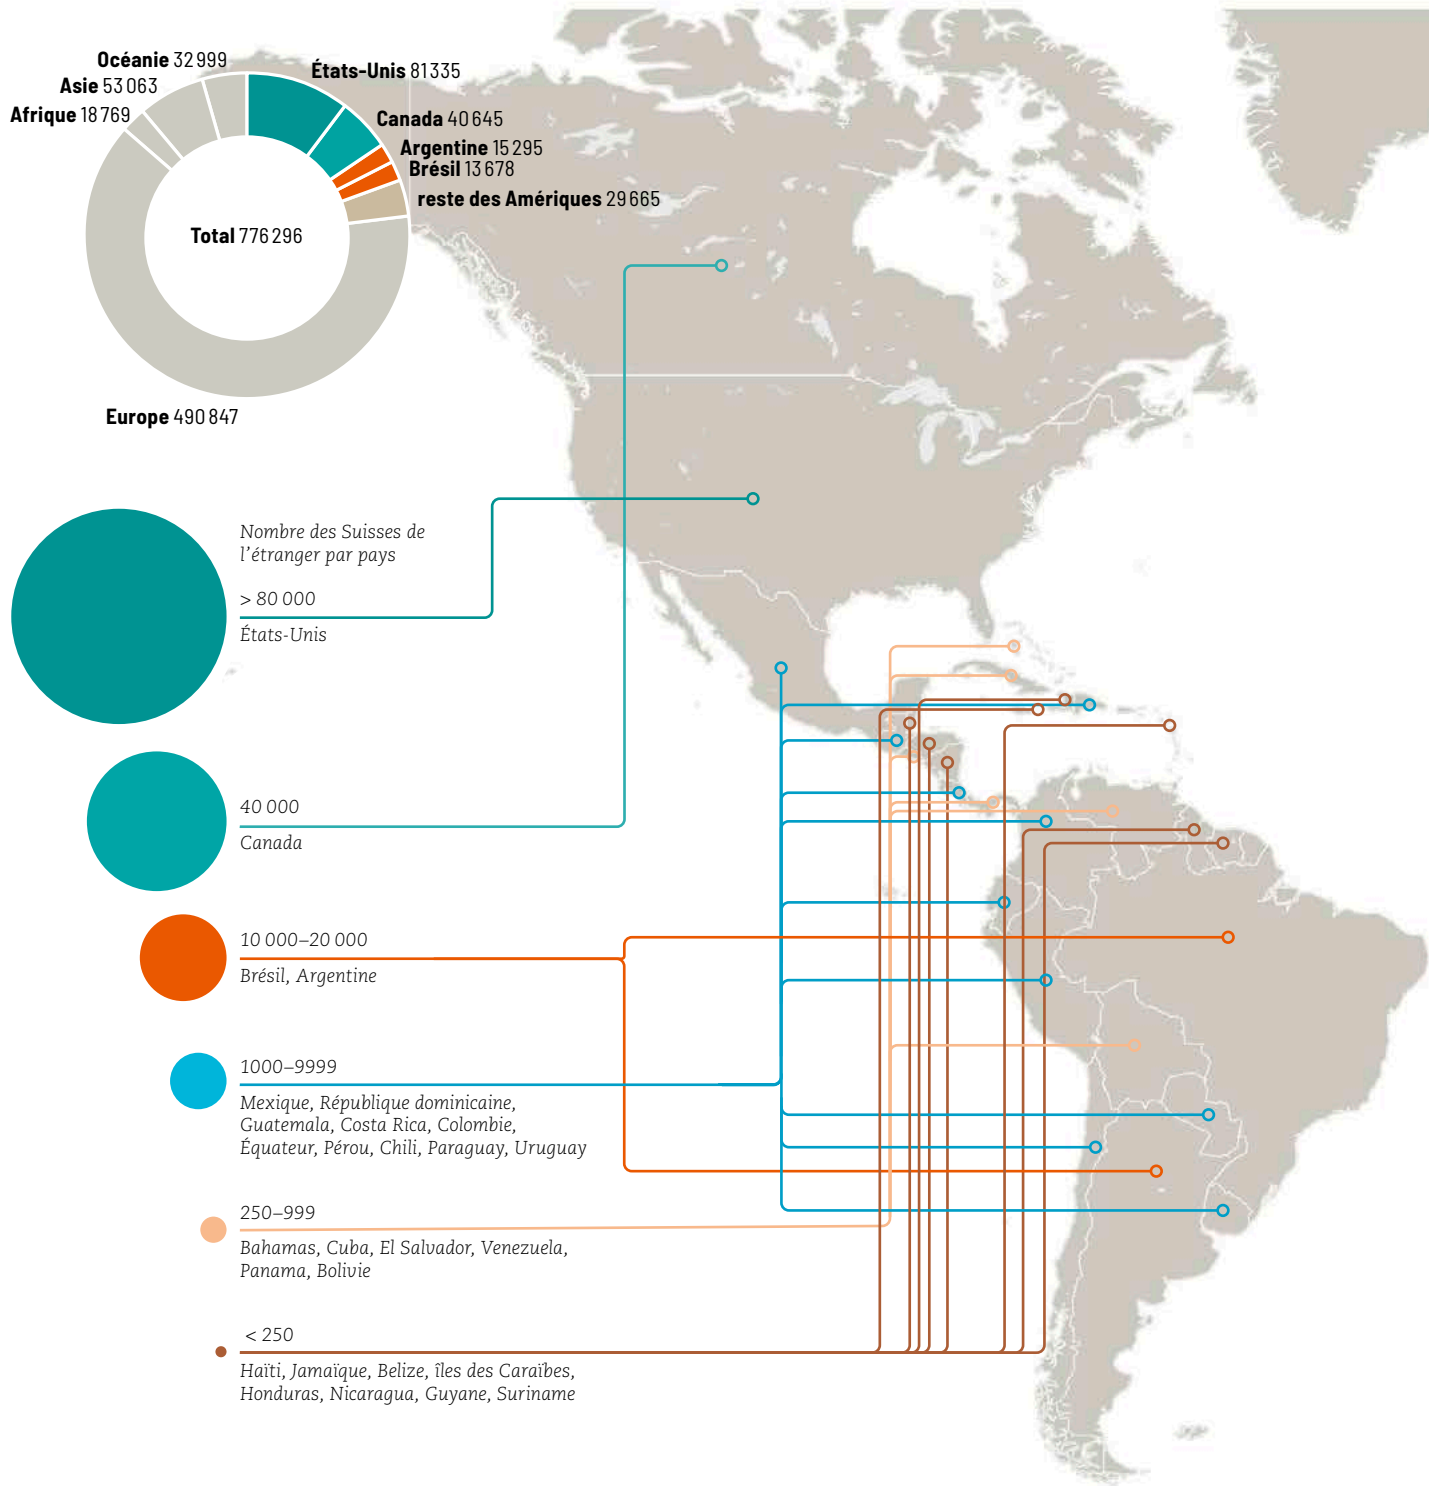 Océanie 32 999
Asie 53 063
Afrique 18 769
États-Unis 81 335
Canada 40 645
Argentine 15 295
Brésil 13 678
reste des Amériques 29 665
Total 776 296
Europe 490 847
Nombre des Suisses de
l’étranger par pays
> 80 000
États-Unis
40 000
Canada
10 000–20 000
Brésil, Argentine
1000–9999
Mexique, République dominicaine,
Guatemala, Costa Rica, Colombie,
Équateur, Pérou, Chili, Paraguay, Uruguay
250–999
Bahamas, Cuba, El Salvador, Venezuela,
Panama, Bolivie
< 250
Haïti, Jamaïque, Belize, îles des Caraïbes,
Honduras, Nicaragua, Guyane, Suriname